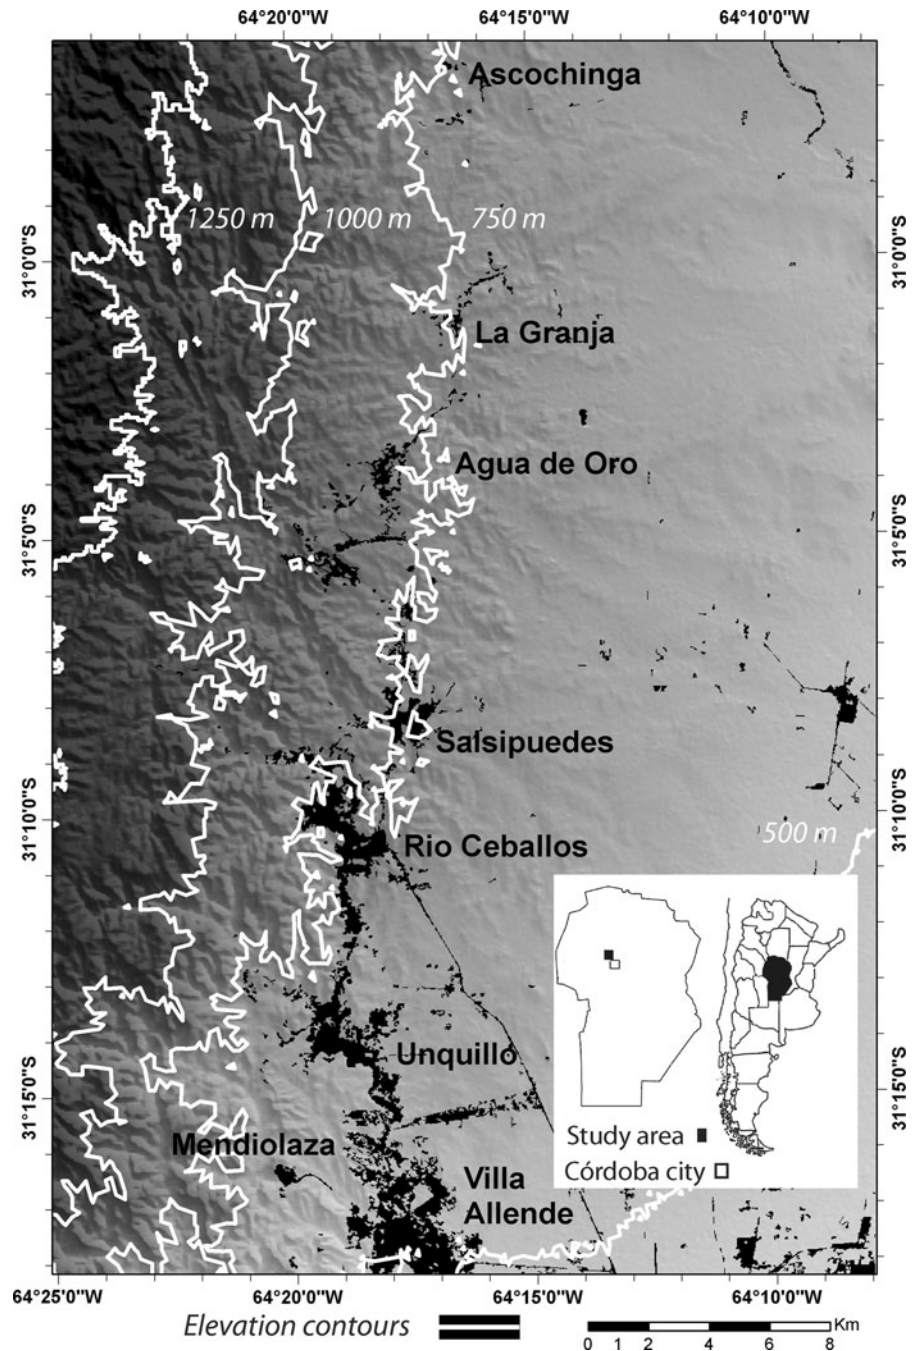 64°20'0"W
64°15'0"W
64°10'0"W
Ascochinga
1250 m
1000 m
750 m
31°0'0"S
31°0'0"S
La Granja
Agua de Oro
31°5'0"S
31°5'0"S
Salsipuedes
31°10'0"S
31°10'0"S
500 m
Rio Ceballos
Unquillo
31°15'0"S
31°15'0"S
Study area
Mendiolaza
Córdoba city
Villa
Allende
64°25'0"W
64°20'0"W
64°15'0"W
64°10'0"W
Elevation contours
Km
0 1 2 4 6 8